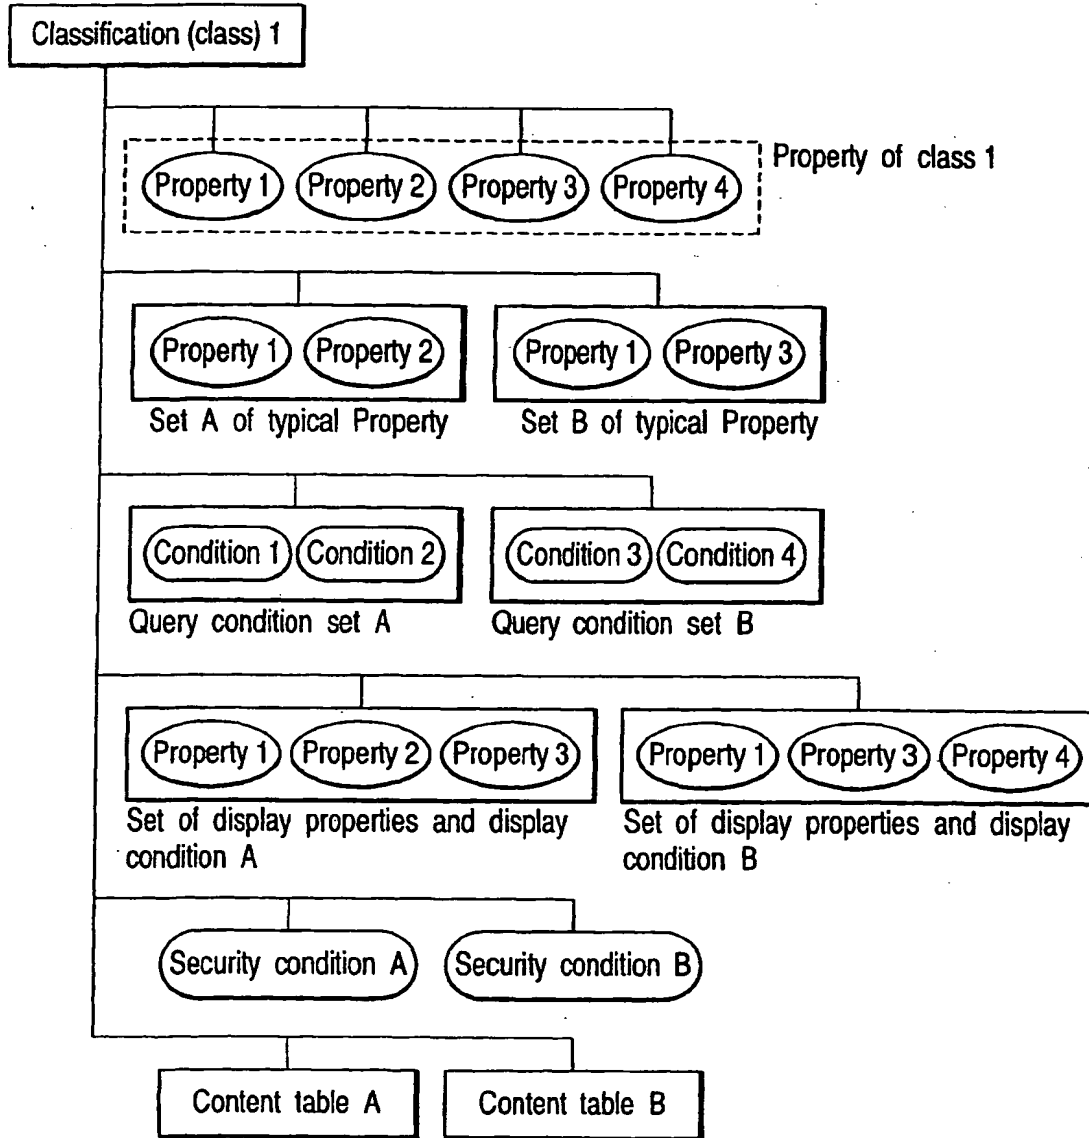 Classification (class) 1
Property 1 Property 2 Property 3 Property 4
Property of class 1
Property 1 Property 2
Property 1 Property 3
Set A of typical Property
Set B of typical Property
Condition 1 Condition 2
Condition 3 Condition 4
Query condition set A
Query condition set B
Property 1 Property 2 Property 3
Property 1 Property 3 Property 4
Set of display properties and display
condition A
Set of display properties and display
condition B
Security condition A
Security condition B
Content table A
Content table B